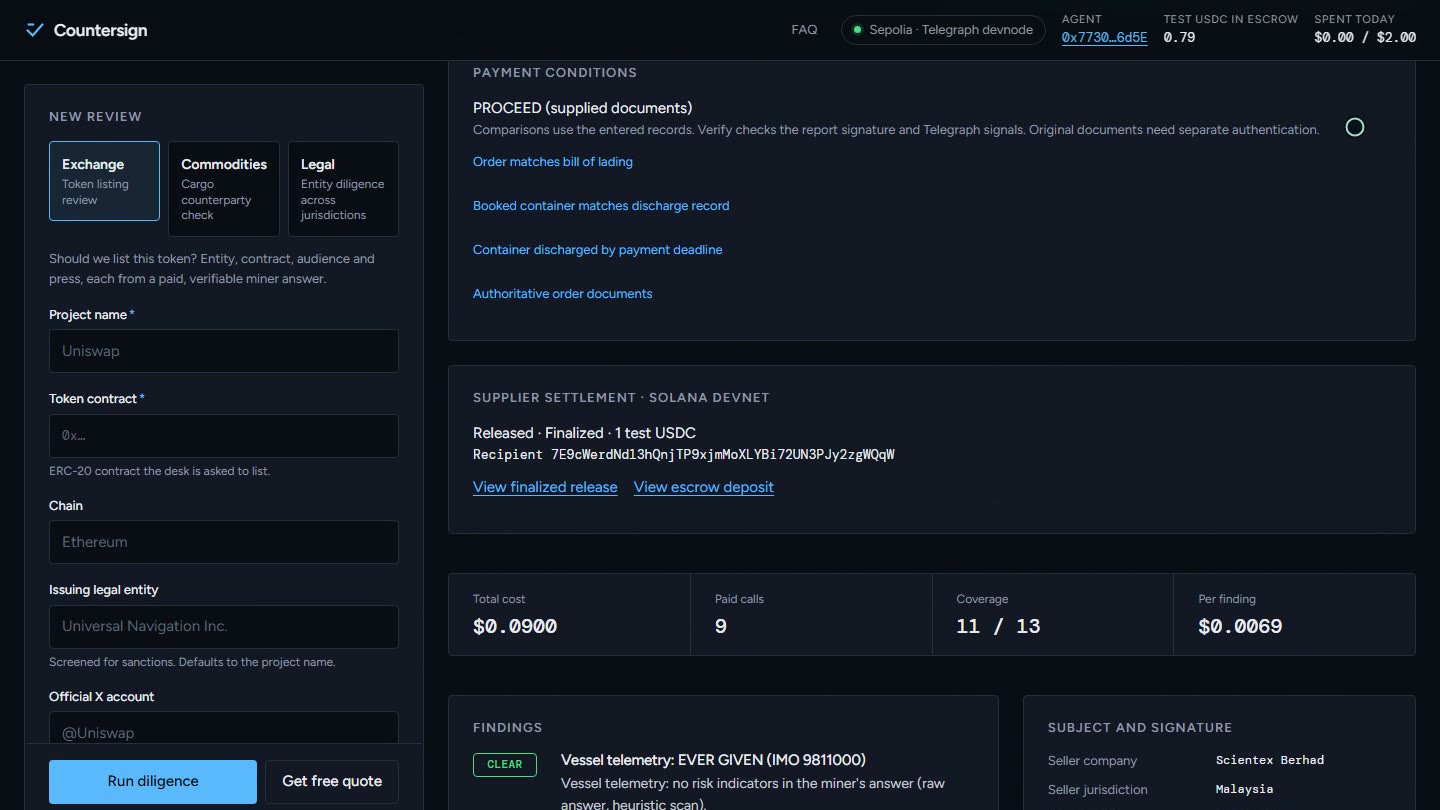 Countersign
FAQ
Sepolia · Telegraph devnode
AGENT
0x7730…6d5E
TEST USDC IN ESCROW
0.79
SPENT TODAY
$0.00 / $2.00
NEW REVIEW
Exchange
Token listing
review
Commodities
Cargo
counterparty
check
Legal
Entity diligence
across
jurisdictions
Should we list this token? Entity, contract, audience and
press, each from a paid, verifiable miner answer.
Project name *
Uniswap
Token contract *
0x…
ERC-20 contract the desk is asked to list.
Chain
Ethereum
Issuing legal entity
Universal Navigation Inc.
Screened for sanctions. Defaults to the project name.
Official X account
@Uniswap
Run diligence
Get free quote
PAYMENT CONDITIONS
PROCEED (supplied documents)
Comparisons use the entered records. Verify checks the report signature and Telegraph signals. Original documents need separate authentication.
Order matches bill of lading
Booked container matches discharge record
Container discharged by payment deadline
Authoritative order documents
SUPPLIER SETTLEMENT · SOLANA DEVNET
Released · Finalized · 1 test USDC
Recipient 7E9cWerdNdl3hQnjTP9xjmMoXLYBi72UN3PJy2zgWQqW
View finalized release
View escrow deposit
Total cost
$0.0900
Paid calls
9
Coverage
11 / 13
Per finding
$0.0069
FINDINGS
CLEAR
Vessel telemetry: EVER GIVEN (IMO 9811000)
Vessel telemetry: no risk indicators in the miner's answer (raw
answer, heuristic scan).
SUBJECT AND SIGNATURE
Seller company
Scientex Berhad
Seller jurisdiction
Malaysia